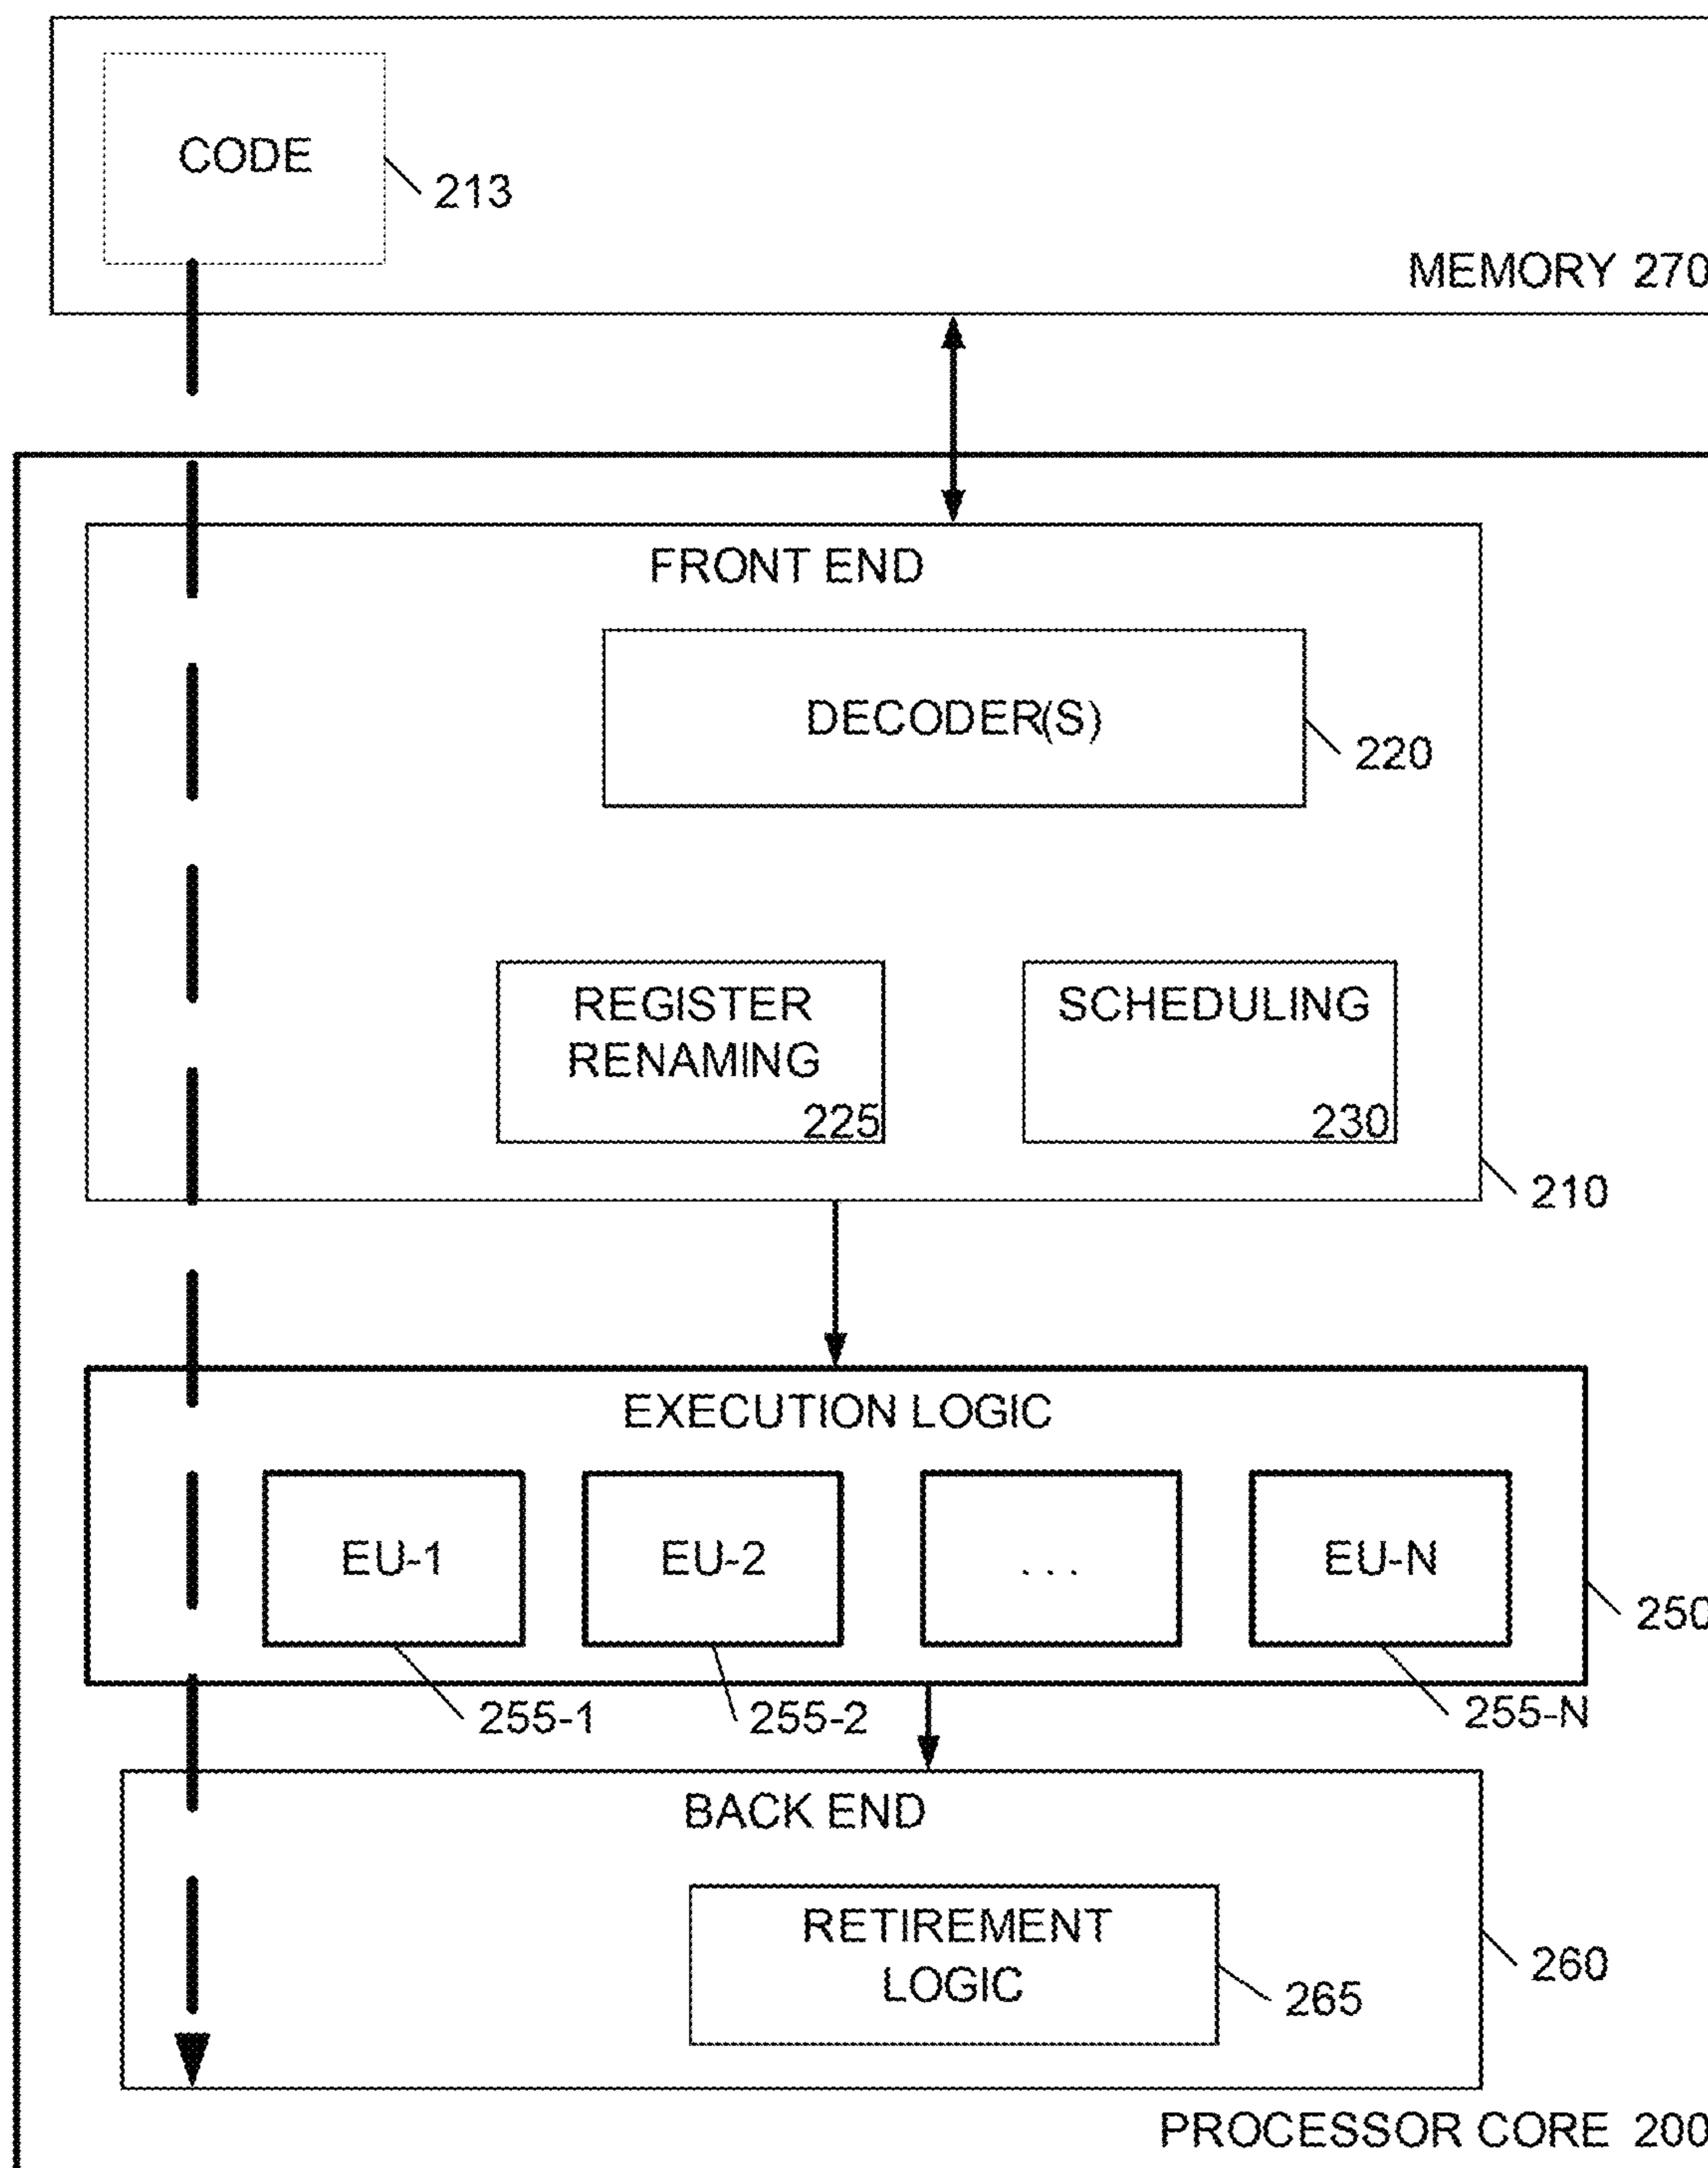 CODE
213
MEMORY 270
FRONT END
DECODER(S)
220
REGISTER
RENAMING
225
SCHEDULING
230
210
EXECUTION LOGIC
EU-1
EU-2
. . .
EU-N
250
255-1
255-2
255-N
BACK END
RETIREMENT
LOGIC
265
260
PROCESSOR CORE 200